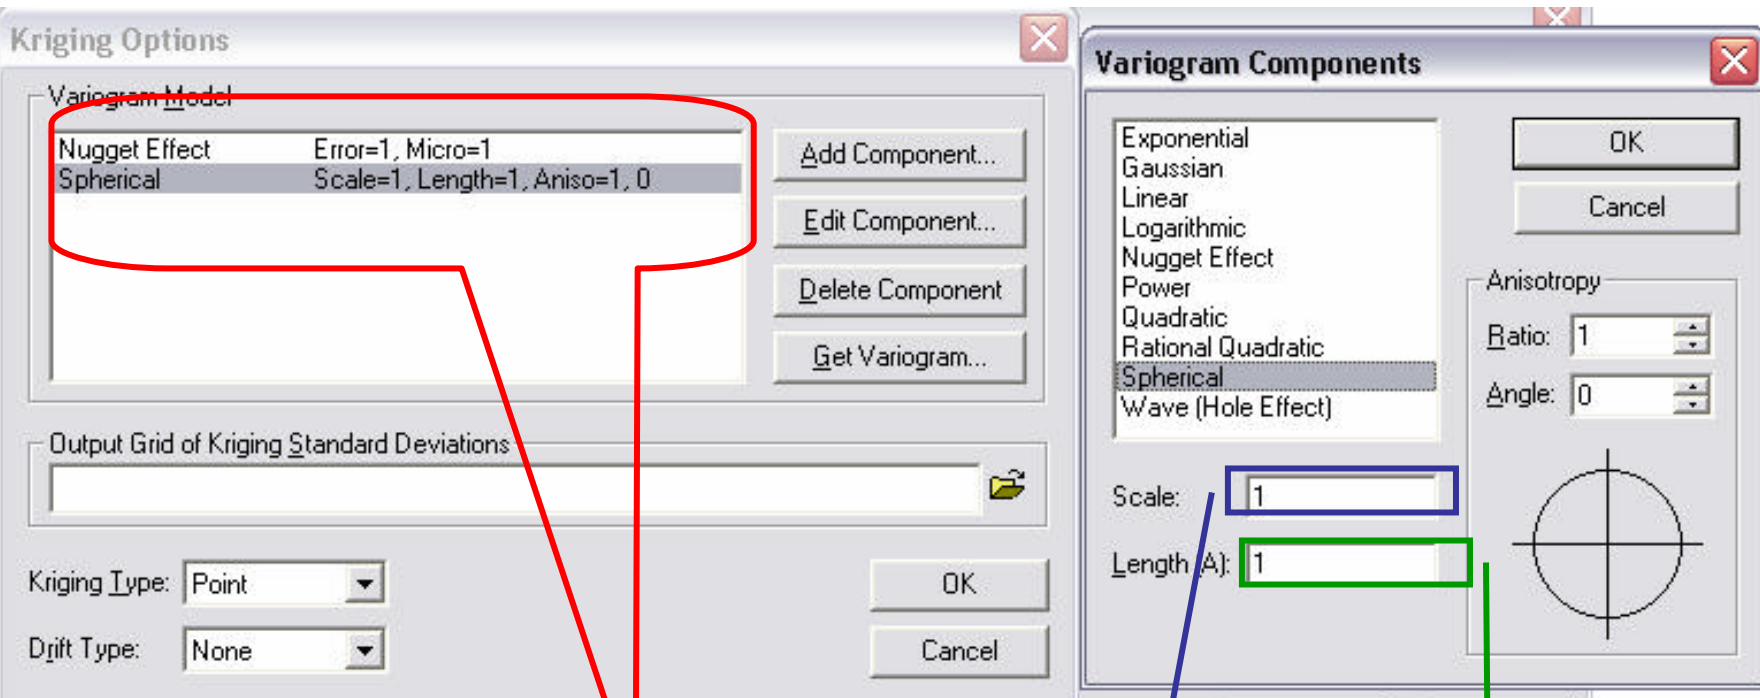 Kriging Options
Variogram Model
Nugget Effect Error=1, Micro=1
Spherical Scale=1, Length=1, Aniso=1, 0
Add Component...
Edit Component...
Delete Component
Get Variogram...
Output Grid of Kriging Standard Deviations
Kriging Type: Point
Drift Type: None
OK
Cancel
Variogram Components
Exponential
Gaussian
Linear
Logarithmic
Nugget Effect
Power
Quadratic
Rational Quadratic
Spherical
Wave (Hole Effect)
OK
Cancel
Anisotropy
Ratio: 1
Angle: 0
Scale: 1
Length (A): 1